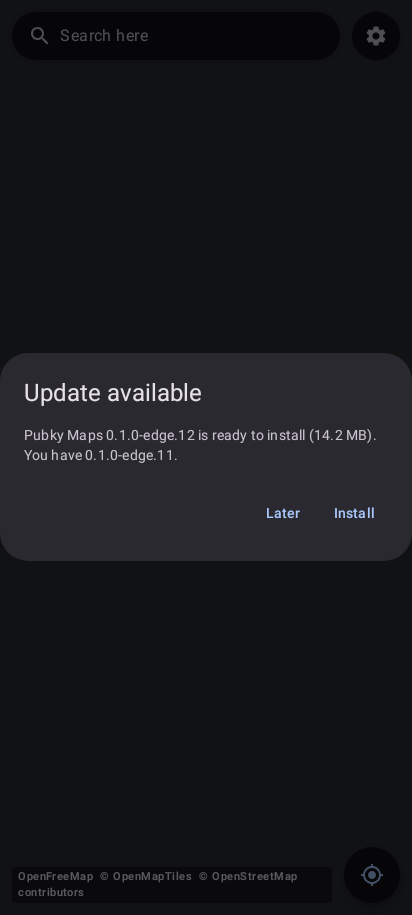 Search here
Update available
Pubky Maps 0.1.0-edge.12 is ready to install (14.2 MB).
You have 0.1.0-edge.11.
Later Install
OpenFreeMap © OpenMapTiles © OpenStreetMap
contributors